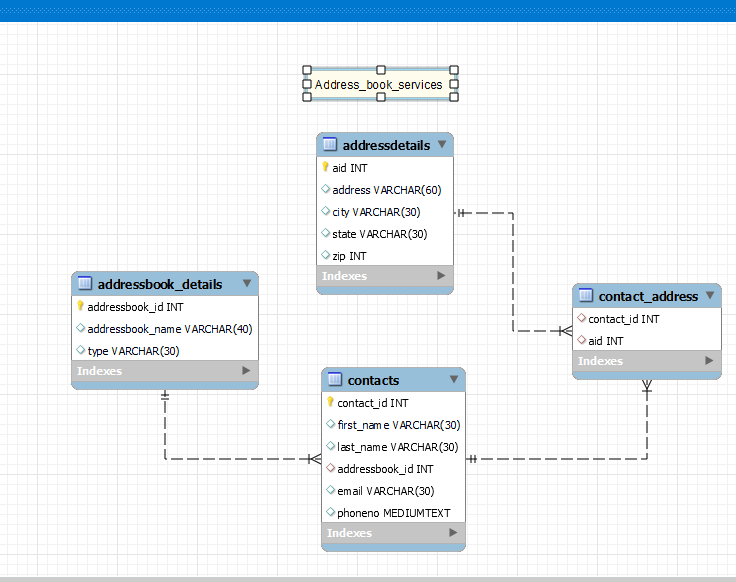 Address_book_services
addressdetails
aid INT
address VARCHAR(60)
city VARCHAR(30)
state VARCHAR(30)
zip INT
Indexes
addressbook_details
addressbook_id INT
addressbook_name VARCHAR(40)
type VARCHAR(30)
Indexes
contact_address
contact_id INT
aid INT
Indexes
contacts
contact_id INT
first_name VARCHAR(30)
last_name VARCHAR(30)
addressbook_id INT
email VARCHAR(30)
phoneno MEDIUMTEXT
Indexes